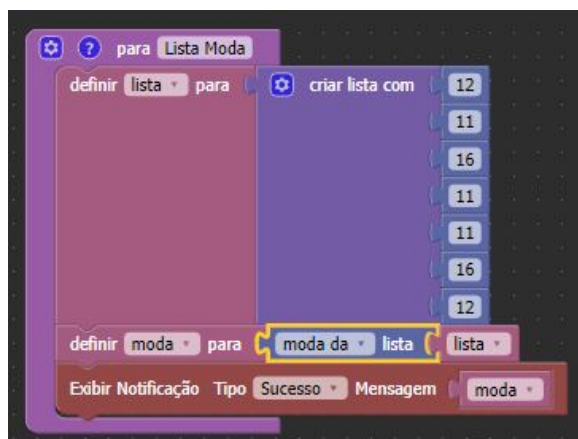 ? para Lista Moda
definir lista para criar lista com 12
11
16
11
11
16
12
definir moda para moda da lista lista
Exibir Notificação Tipo Sucesso Mensagem moda